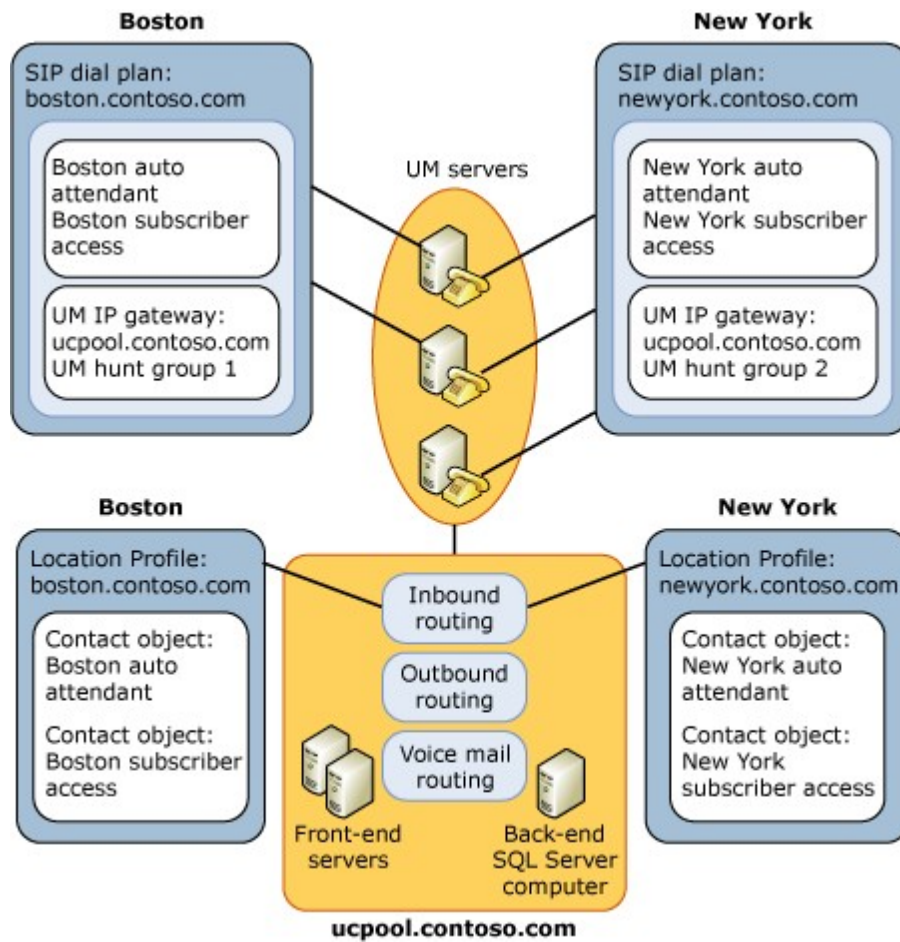 Boston
SIP dial plan:
boston.contoso.com
Boston auto
attendant
Boston subscriber
access
UM IP gateway:
ucpool.contoso.com
UM hunt group 1
UM servers
New York
SIP dial plan:
newyork.contoso.com
New York auto
attendant
New York subscriber
access
UM IP gateway:
ucpool.contoso.com
UM hunt group 2
Boston
Location Profile:
boston.contoso.com
Contact object:
Boston auto
attendant
Contact object:
Boston subscriber
access
Inbound
routing
Outbound
routing
Voice mail
routing
Front-end
servers
Back-end
SQL Server
computer
ucpool.contoso.com
New York
Location Profile:
newyork.contoso.com
Contact object:
New York auto
attendant
Contact object:
New York
subscriber access